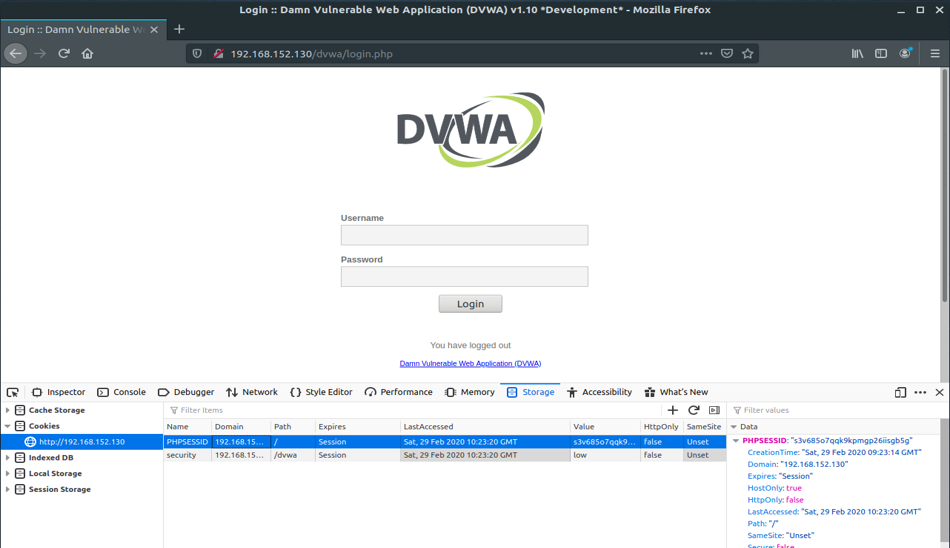 Login :: Damn Vulnerable Web Application (DVWA) v1.10 *Development* - Mozilla Firefox
Login :: Damn Vulnerable Wa
192.168.152.130/dvwa/login.php
DVWA
Username
Password
Login
You have logged out
Damn Vulnerable Web Application (DVWA)
Inspector Console Debugger Network Style Editor Performance Memory Storage Accessibility What's New
Cache Storage
Cookies
http://192.168.152.130
Indexed DB
Local Storage
Session Storage
Filter Items
Name Domain Path Expires LastAccessed Value HttpOnly SameSite
PHPSESSID 192.168.15... / Session Sat, 29 Feb 2020 10:23:20 GMT s3v685o7qqk9... false Unset
security 192.168.15... /dvwa Session Sat, 29 Feb 2020 10:23:20 GMT low false Unset
Filter values
Data
PHPSESSID: "s3v685o7qqk9kpmgp26iisgb5g"
CreationTime: "Sat, 29 Feb 2020 09:23:14 GMT"
Domain: "192.168.152.130"
Expires: "Session"
HostOnly: true
HttpOnly: false
LastAccessed: "Sat, 29 Feb 2020 10:23:20 GMT"
Path: "/"
SameSite: "Unset"
Secure: false